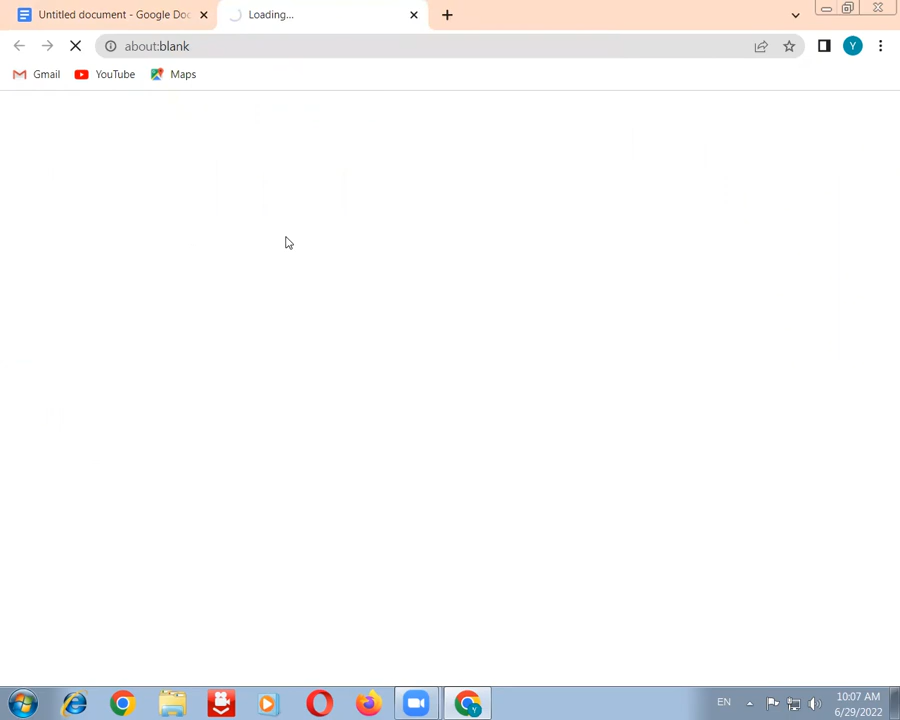 Untitled document - Google Doc
Loading...
about:blank
Y
Gmail
YouTube
Maps
Y
EN
10:07 AM
6/29/2022